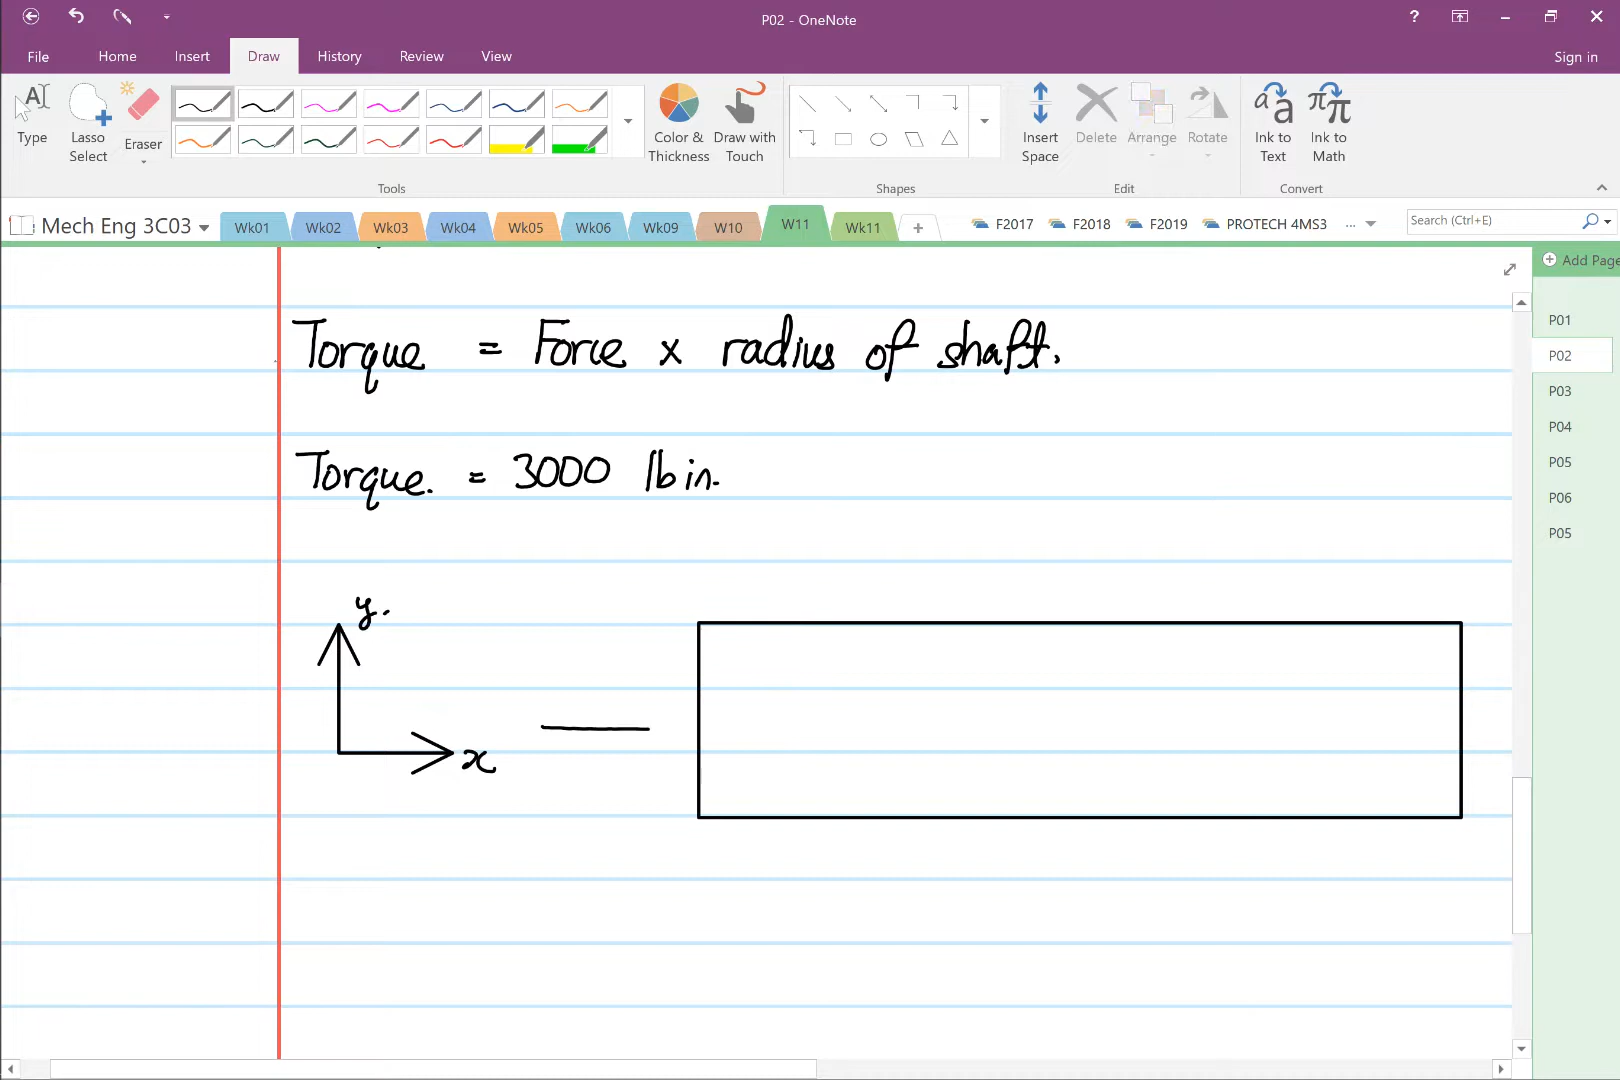 P02 - OneNote
File Home Insert Draw History Review View Sign in
Type
Lasso Select
Eraser
Color & Thickness
Draw with Touch
Insert Space
Delete
Arrange
Rotate
Ink to Text
Ink to Math
Tools Shapes Edit Convert
Mech Eng 3C03 Wk01 Wk02 Wk03 Wk04 Wk05 Wk06 Wk09 W10 W11 Wk11 + F2017 F2018 F2019 PROTECH 4MS3 ... Search (Ctrl+E)
Add Page
P01
P02
P03
P04
P05
P06
P05
Torque = Force x radius of shaft.
Torque. = 3000 lb in.
y.
x